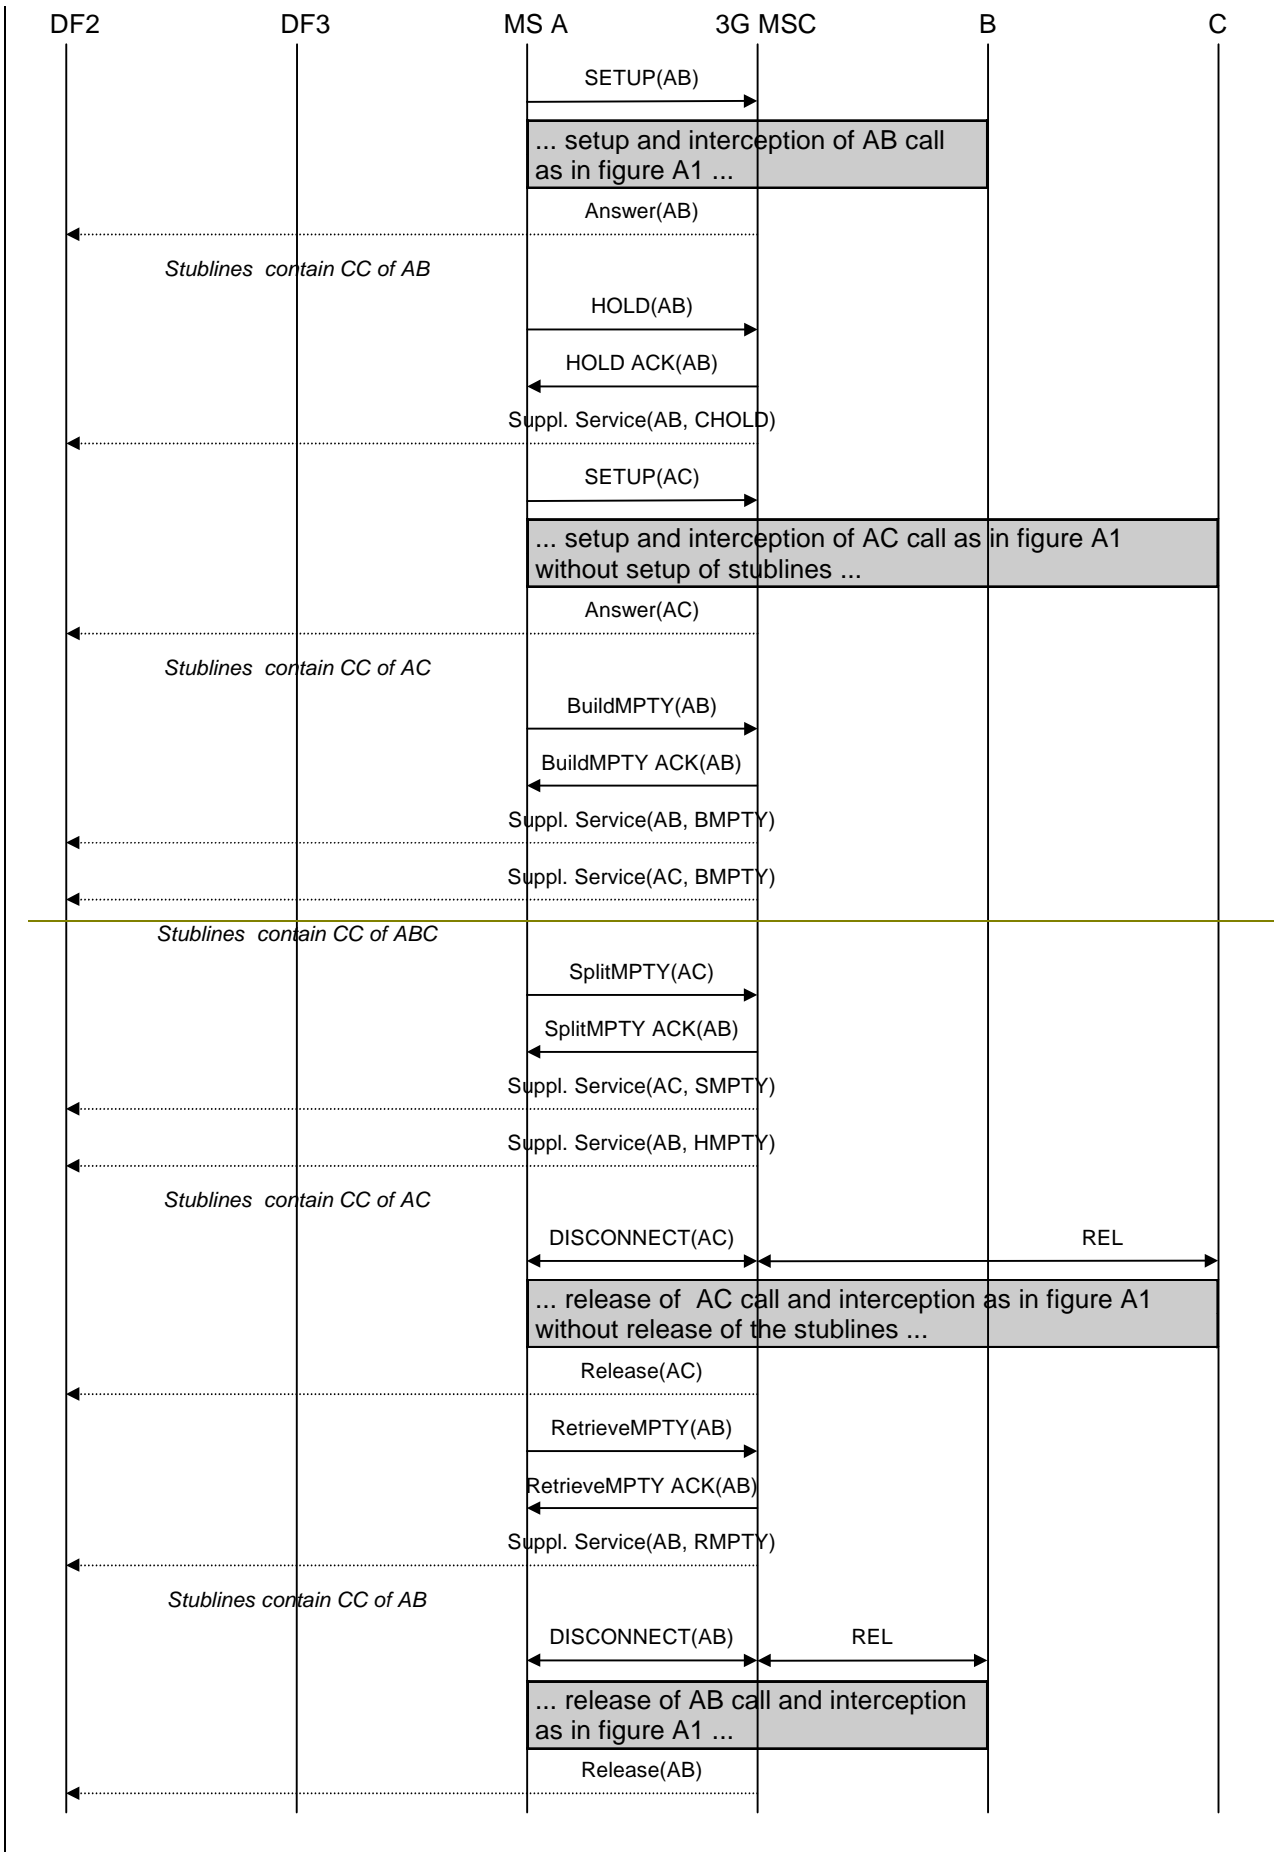 DF2 DF3 MS A 3G MSC B C
SETUP(AB)
... setup and interception of AB call
as in figure A1 ...
Answer(AB)
Stublines contain CC of AB
HOLD(AB)
HOLD ACK(AB)
Suppl. Service(AB, CHOLD)
SETUP(AC)
... setup and interception of AC call as in figure A1
without setup of stublines ...
Answer(AC)
Stublines contain CC of AC
BuildMPTY(AB)
BuildMPTY ACK(AB)
Suppl. Service(AB, BMPTY)
Suppl. Service(AC, BMPTY)
Stublines contain CC of ABC
SplitMPTY(AC)
SplitMPTY ACK(AB)
Suppl. Service(AC, SMPTY)
Suppl. Service(AB, HMPTY)
Stublines contain CC of AC
DISCONNECT(AC) REL
... release of AC call and interception as in figure A1
without release of the stublines ...
Release(AC)
RetrieveMPTY(AB)
RetrieveMPTY ACK(AB)
Suppl. Service(AB, RMPTY)
Stublines contain CC of AB
DISCONNECT(AB) REL
... release of AB call and interception
as in figure A1 ...
Release(AB)